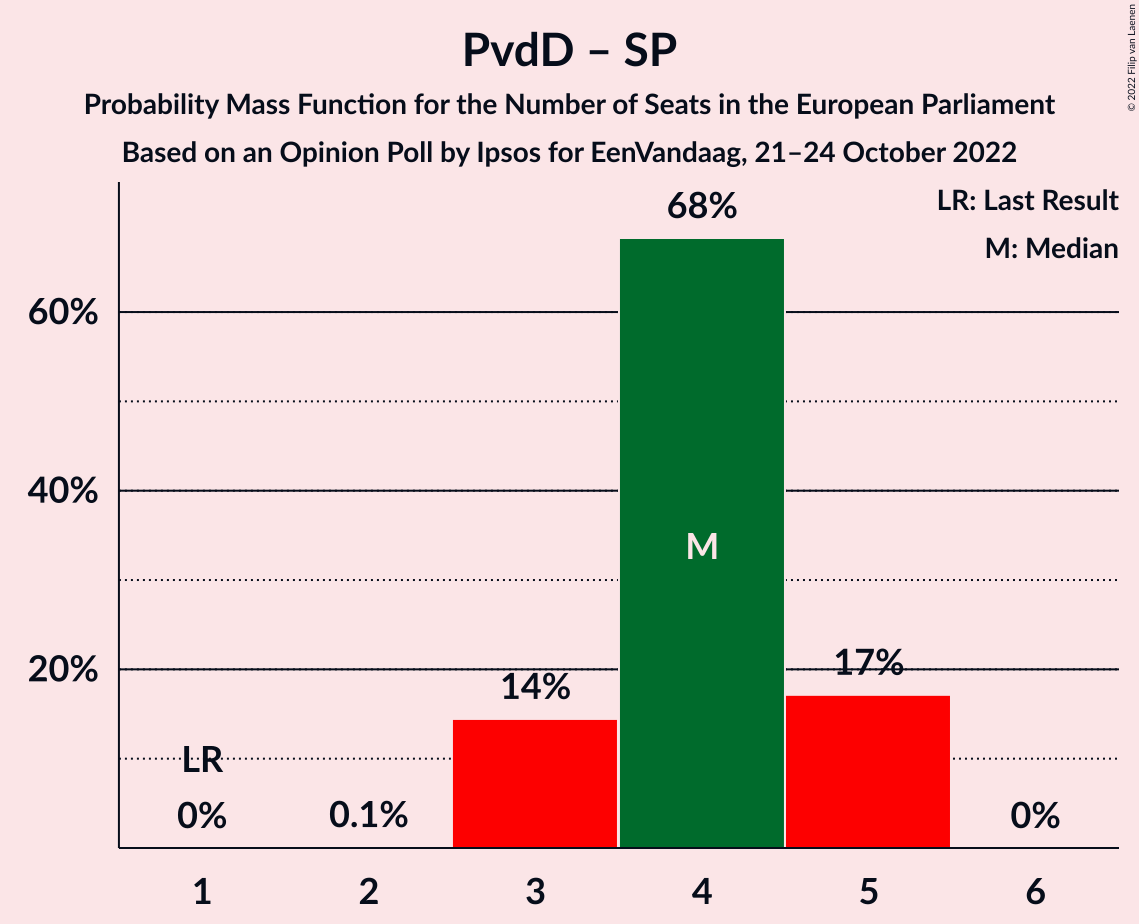 PvdD – SP
Probability Mass Function for the Number of Seats in the European Parliament
Based on an Opinion Poll by Ipsos for EenVandaag, 21–24 October 2022
© 2022 Filip van Laenen
LR: Last Result
M: Median
68%
60%
40%
M
20%
17%
14%
LR
0%
0.1%
0%
1 2 3 4 5 6